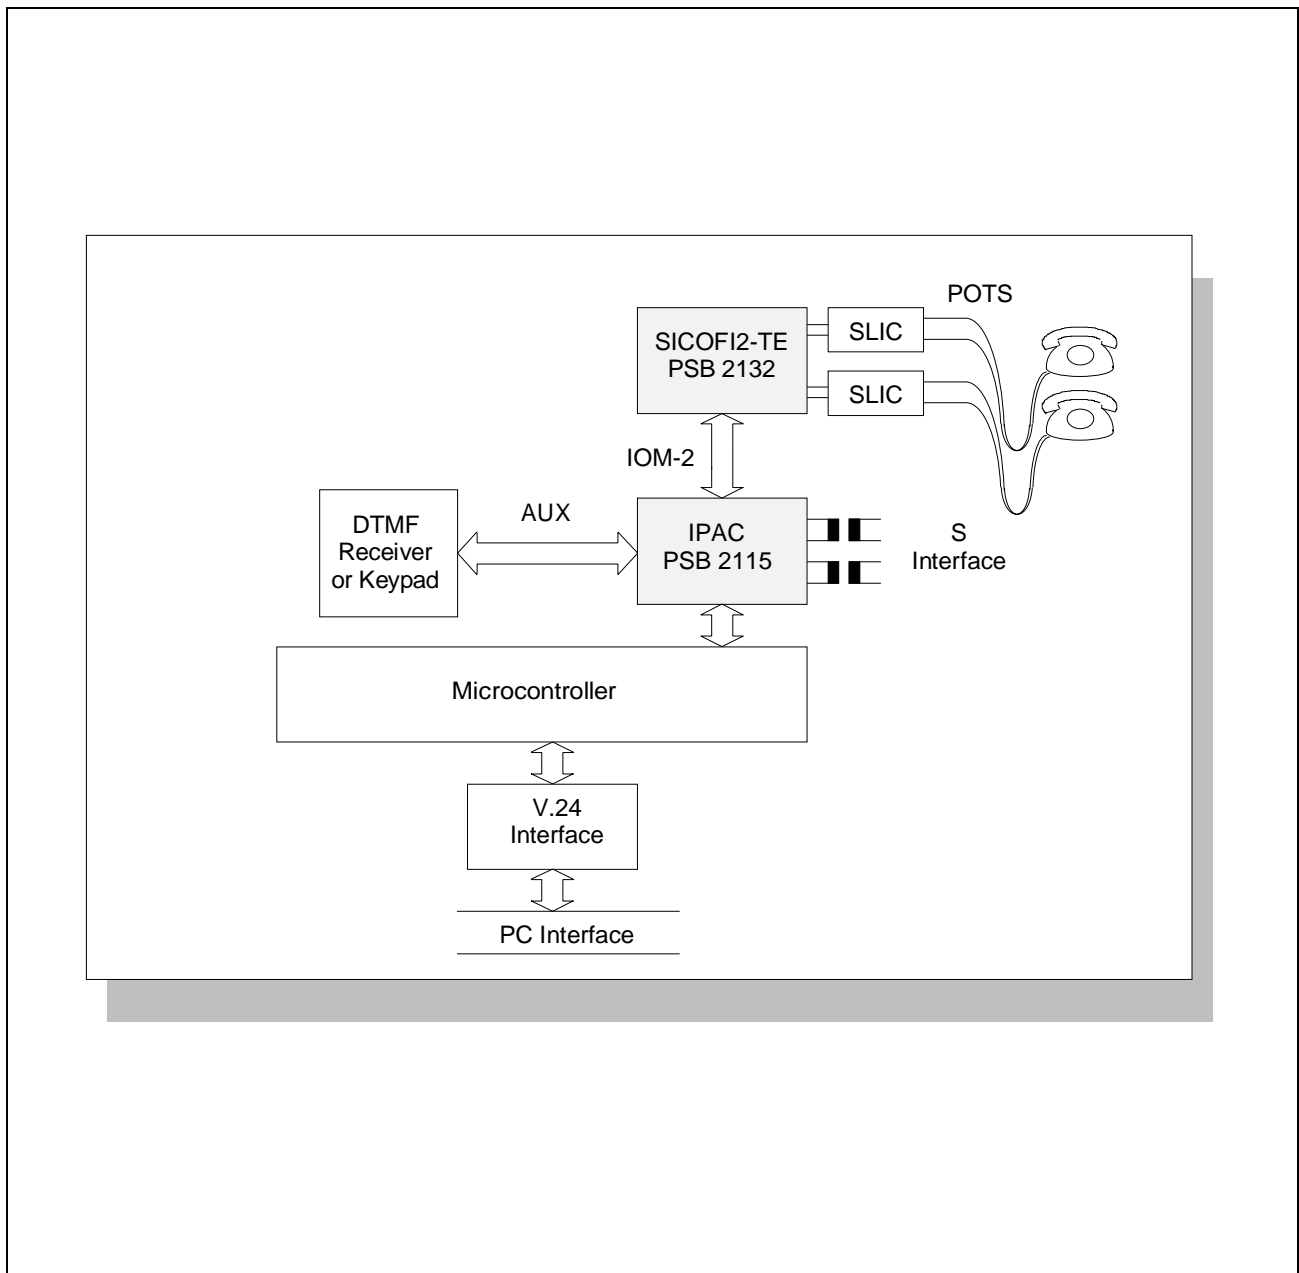 POTS
SICOFI2-TE
PSB 2132
SLIC
SLIC
IOM-2
DTMF
Receiver
or Keypad
AUX
IPAC
PSB 2115
S
Interface
Microcontroller
V.24
Interface
PC Interface